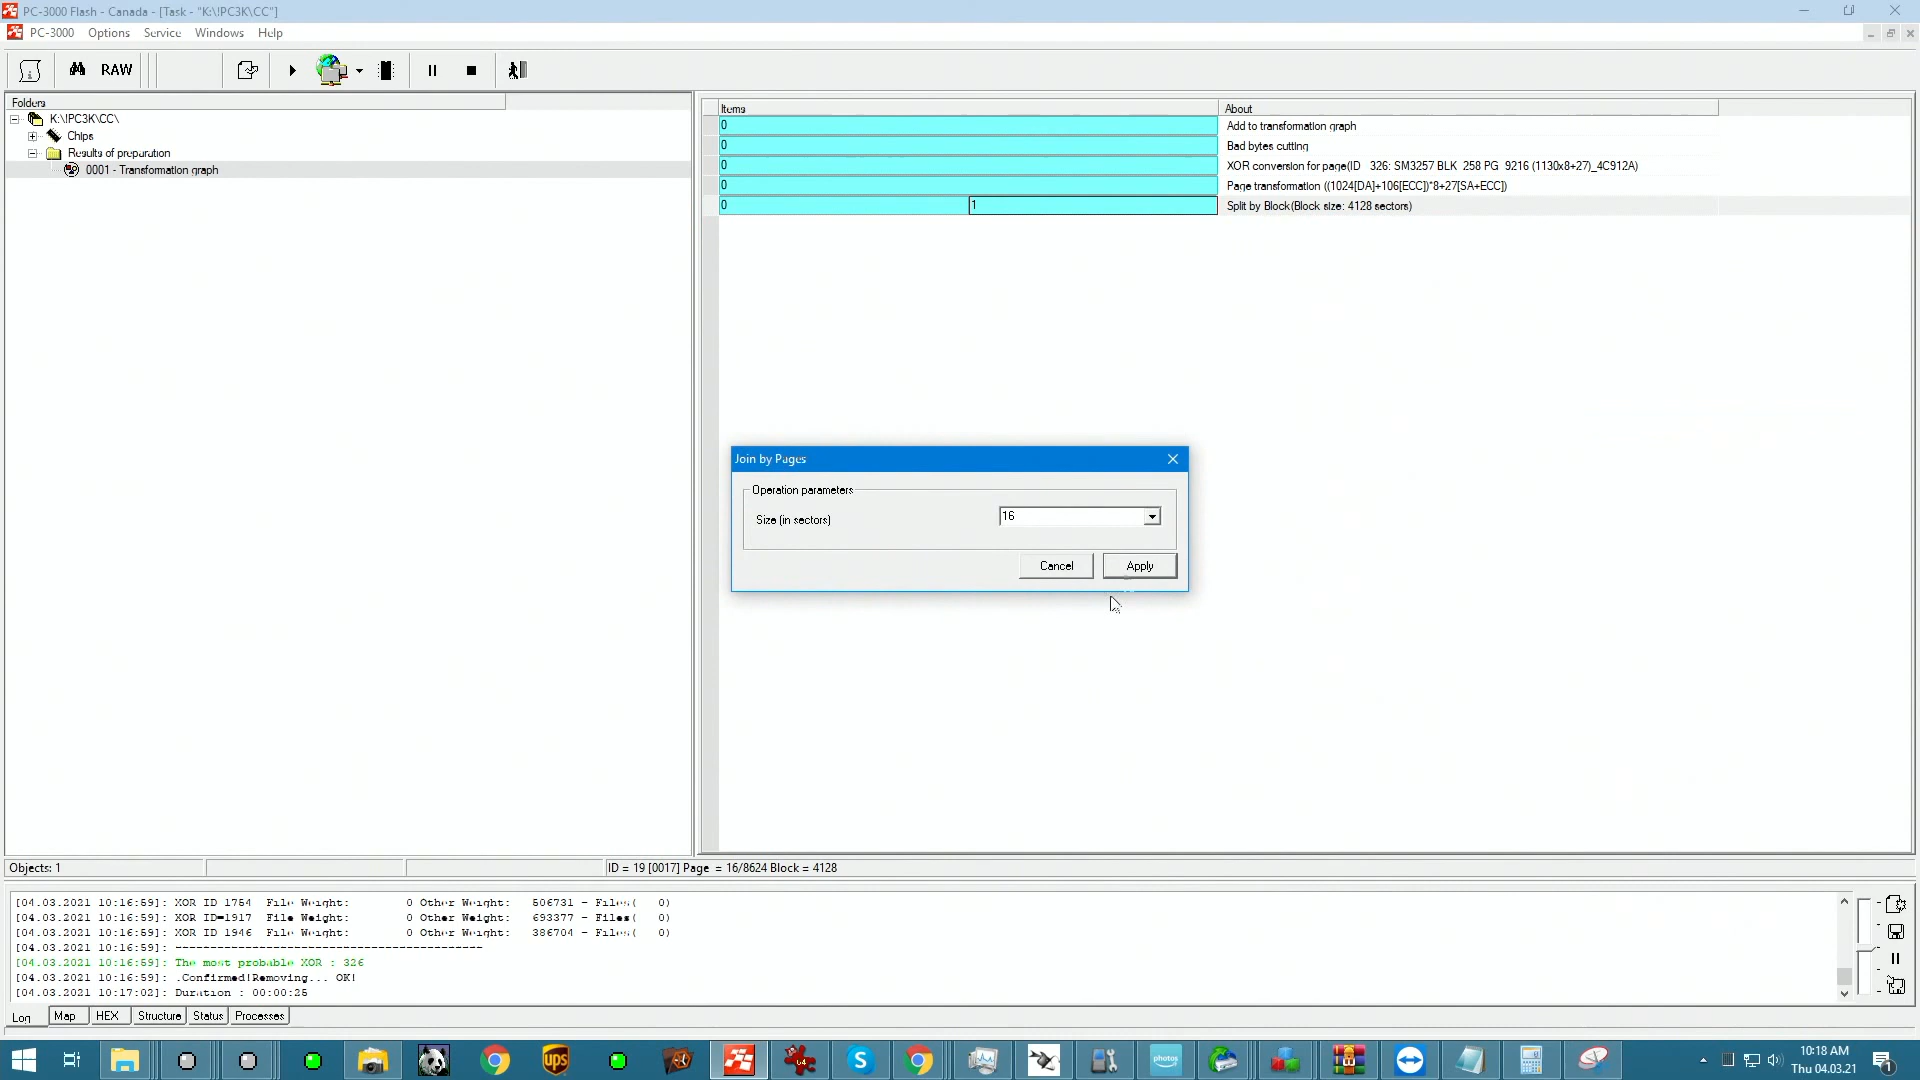 PC-3000 Flash - Canada - [Task - "K:\!PC3K\CC"]
PC-3000 Options Service Windows Help
RAW
Folders
K:\!PC3K\CC\
Chips
Results of preparation
0001 - Transformation graph
Items About
0 Add to transformation graph
0 Bad bytes cutting
0 XOR conversion for page(ID 326: SM3257 BLK 258 PG 9216 (1130x8+27)_4C912A)
0 Page transformation ((1024[DA]+106[ECC])*8+27[SA+ECC])
0 1 Split by Block(Block size: 4128 sectors)
Join by Pages
Operation parameters
Size (in sectors) 16
Cancel Apply
Objects: 1 ID = 19 [0017] Page = 16/8624 Block = 4128
[04.03.2021 10:16:59]: XOR ID 1754 File Weight: 0 Other Weight: 506731 - Files( 0)
[04.03.2021 10:16:59]: XOR ID=1917 File Weight: 0 Other Weight: 693377 - Files( 0)
[04.03.2021 10:16:59]: XOR ID 1946 File Weight: 0 Other Weight: 386704 - Files( 0)
[04.03.2021 10:16:59]: -------------------------------------------
[04.03.2021 10:16:59]: The most probable XOR : 326
[04.03.2021 10:16:59]: .Confirmed!Removing... OK!
[04.03.2021 10:17:02]: Duration : 00:00:25
Log Map HEX Structure Status Processes
ups
photos
10:18 AM
Thu 04.03.21
1